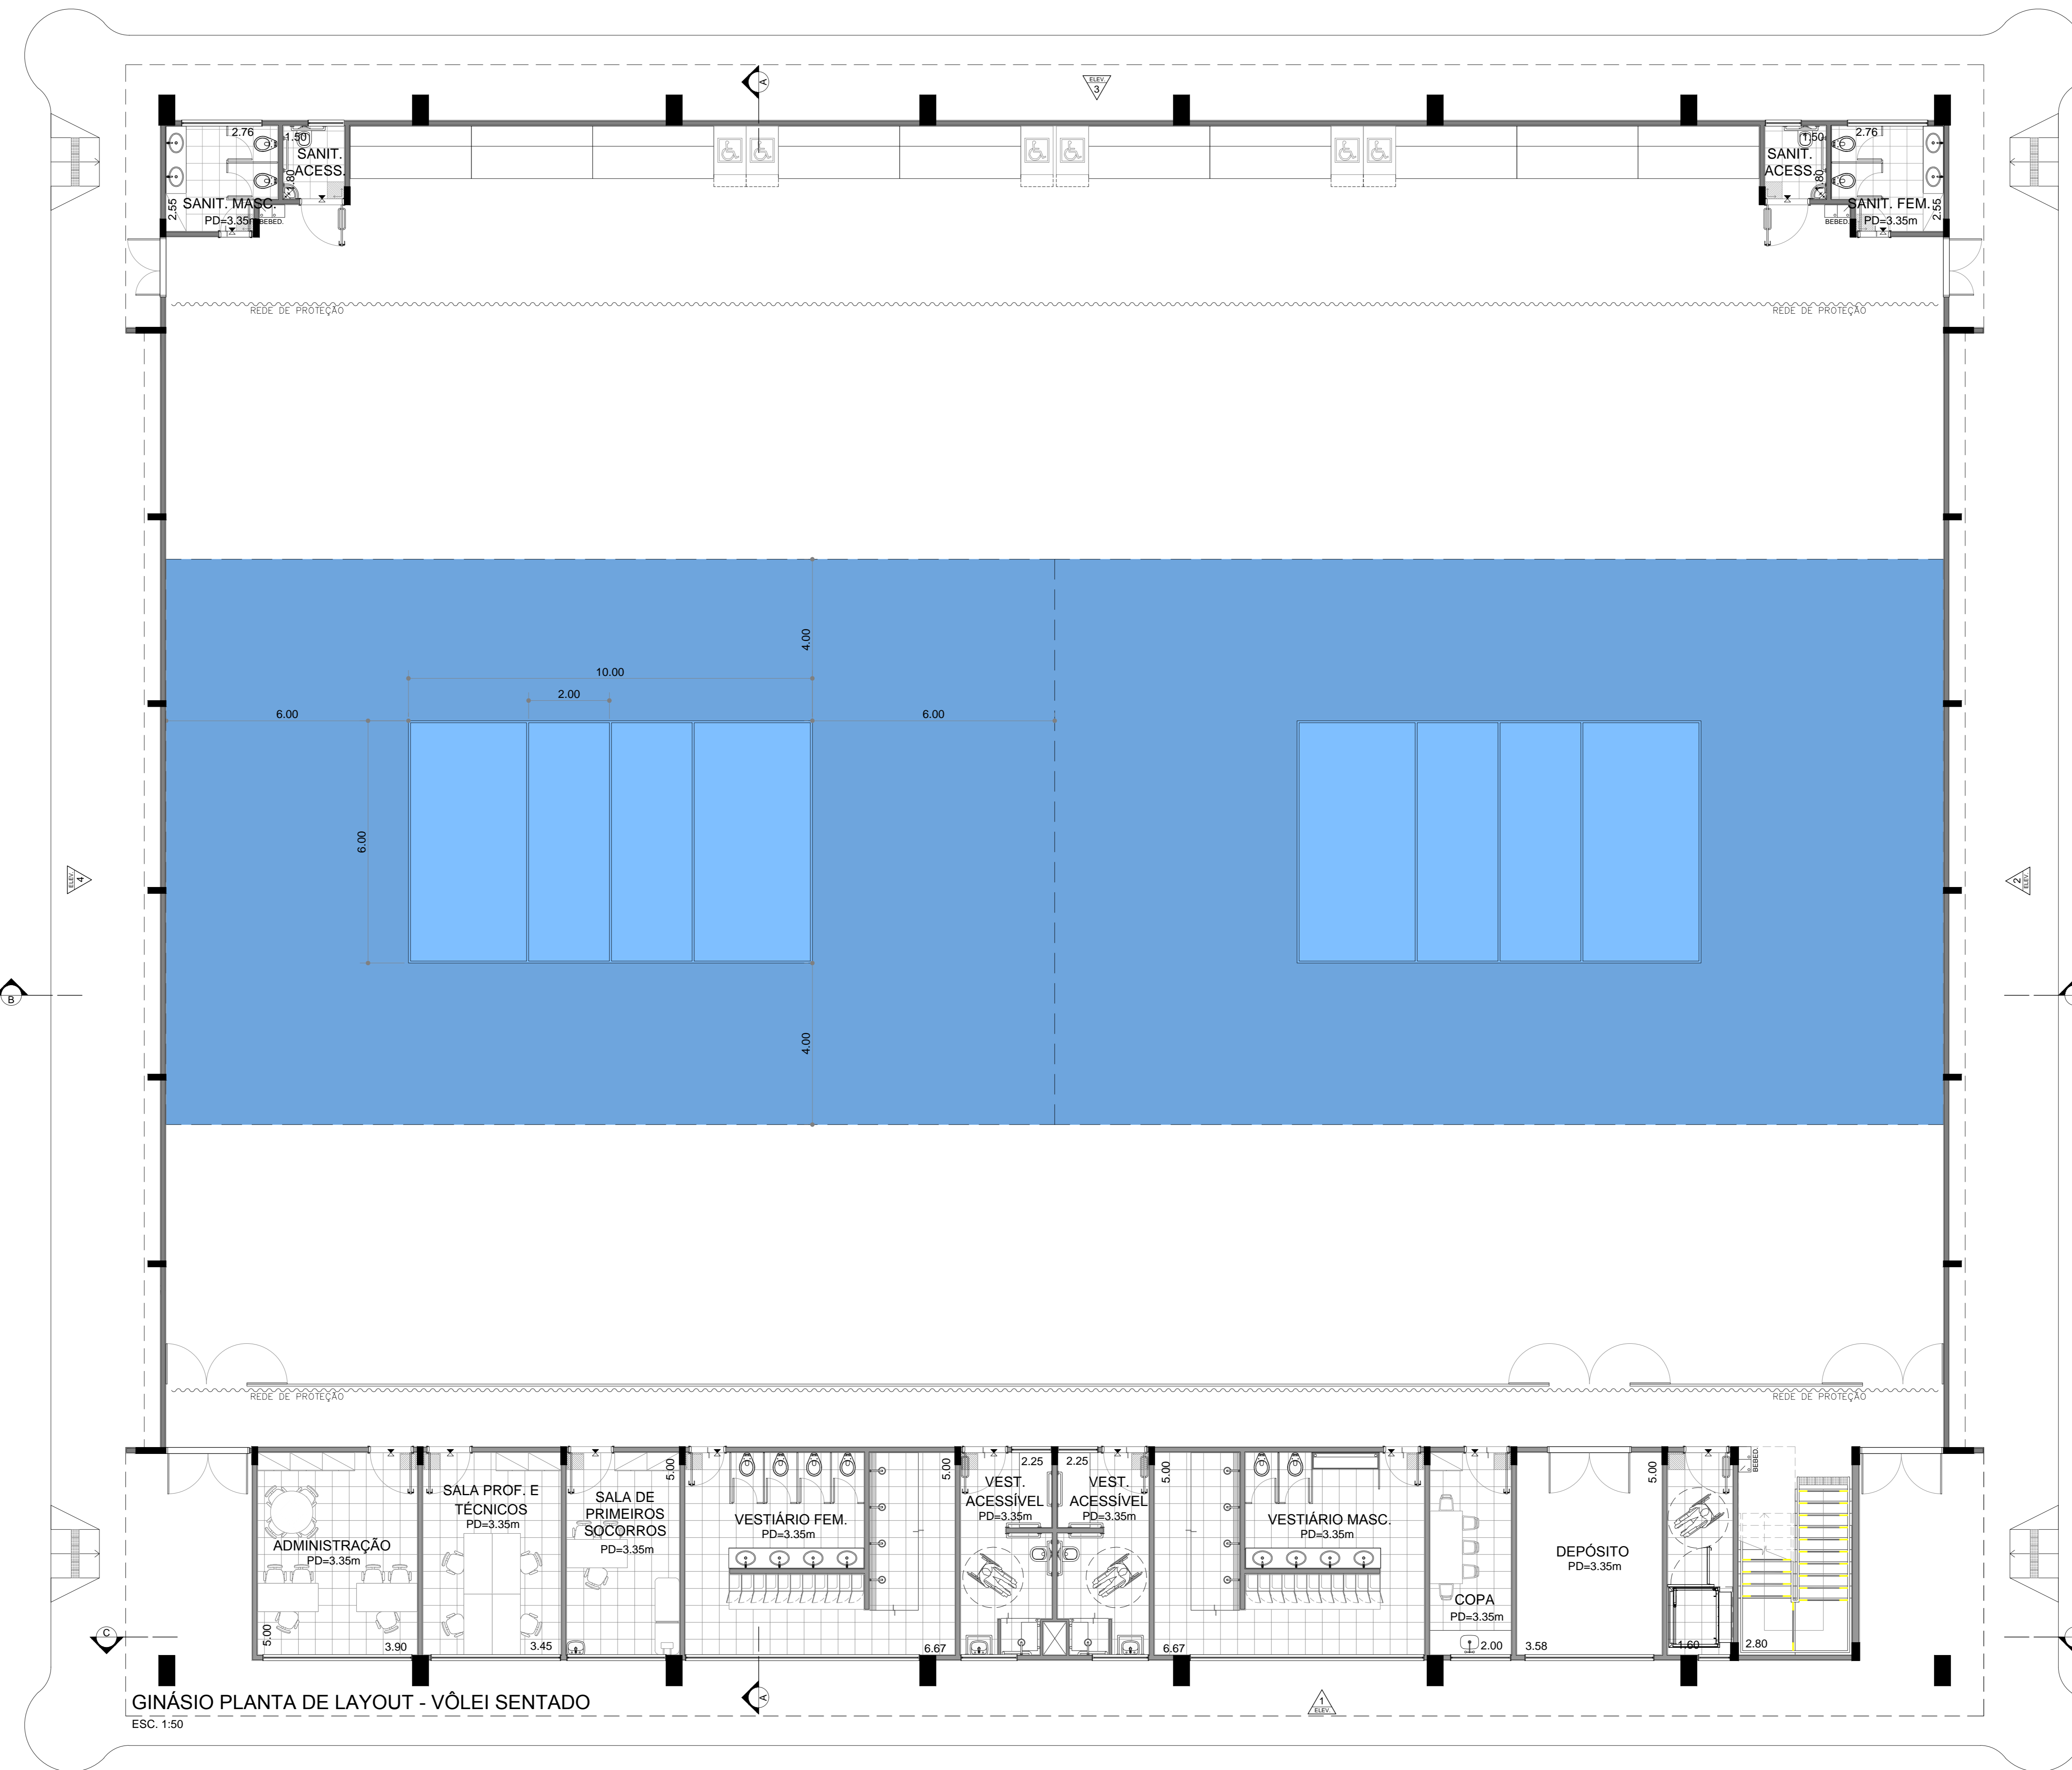 A
ELEV.
3
2.76
1.50
SANIT.
ACESS.
1.80
2.55
SANIT. MASC.
PD=3.35m
BEBED.
1.50
2.76
SANIT.
ACESS.
1.80
SANIT. FEM.
2.55
PD=3.35m
BEBED.
REDE DE PROTEÇÃO
REDE DE PROTEÇÃO
4.00
10.00
2.00
6.00
6.00
6.00
ELEV.
4
2
ELEV.
B
4.00
REDE DE PROTEÇÃO
REDE DE PROTEÇÃO
BEBED.
ADMINISTRAÇÃO
PD=3.35m
5.00
3.90
SALA PROF. E
TÉCNICOS
PD=3.35m
3.45
5.00
SALA DE
PRIMEIROS
SOCORROS
PD=3.35m
VESTIÁRIO FEM.
PD=3.35m
5.00
6.67
2.25
VEST.
ACESSÍVEL
PD=3.35m
2.25
VEST.
ACESSÍVEL
PD=3.35m
5.00
6.67
VESTIÁRIO MASC.
PD=3.35m
COPA
PD=3.35m
2.00
5.00
DEPÓSITO
PD=3.35m
3.58
1.60
2.80
C
GINÁSIO PLANTA DE LAYOUT - VÔLEI SENTADO
ESC. 1:50
A
1
ELEV.